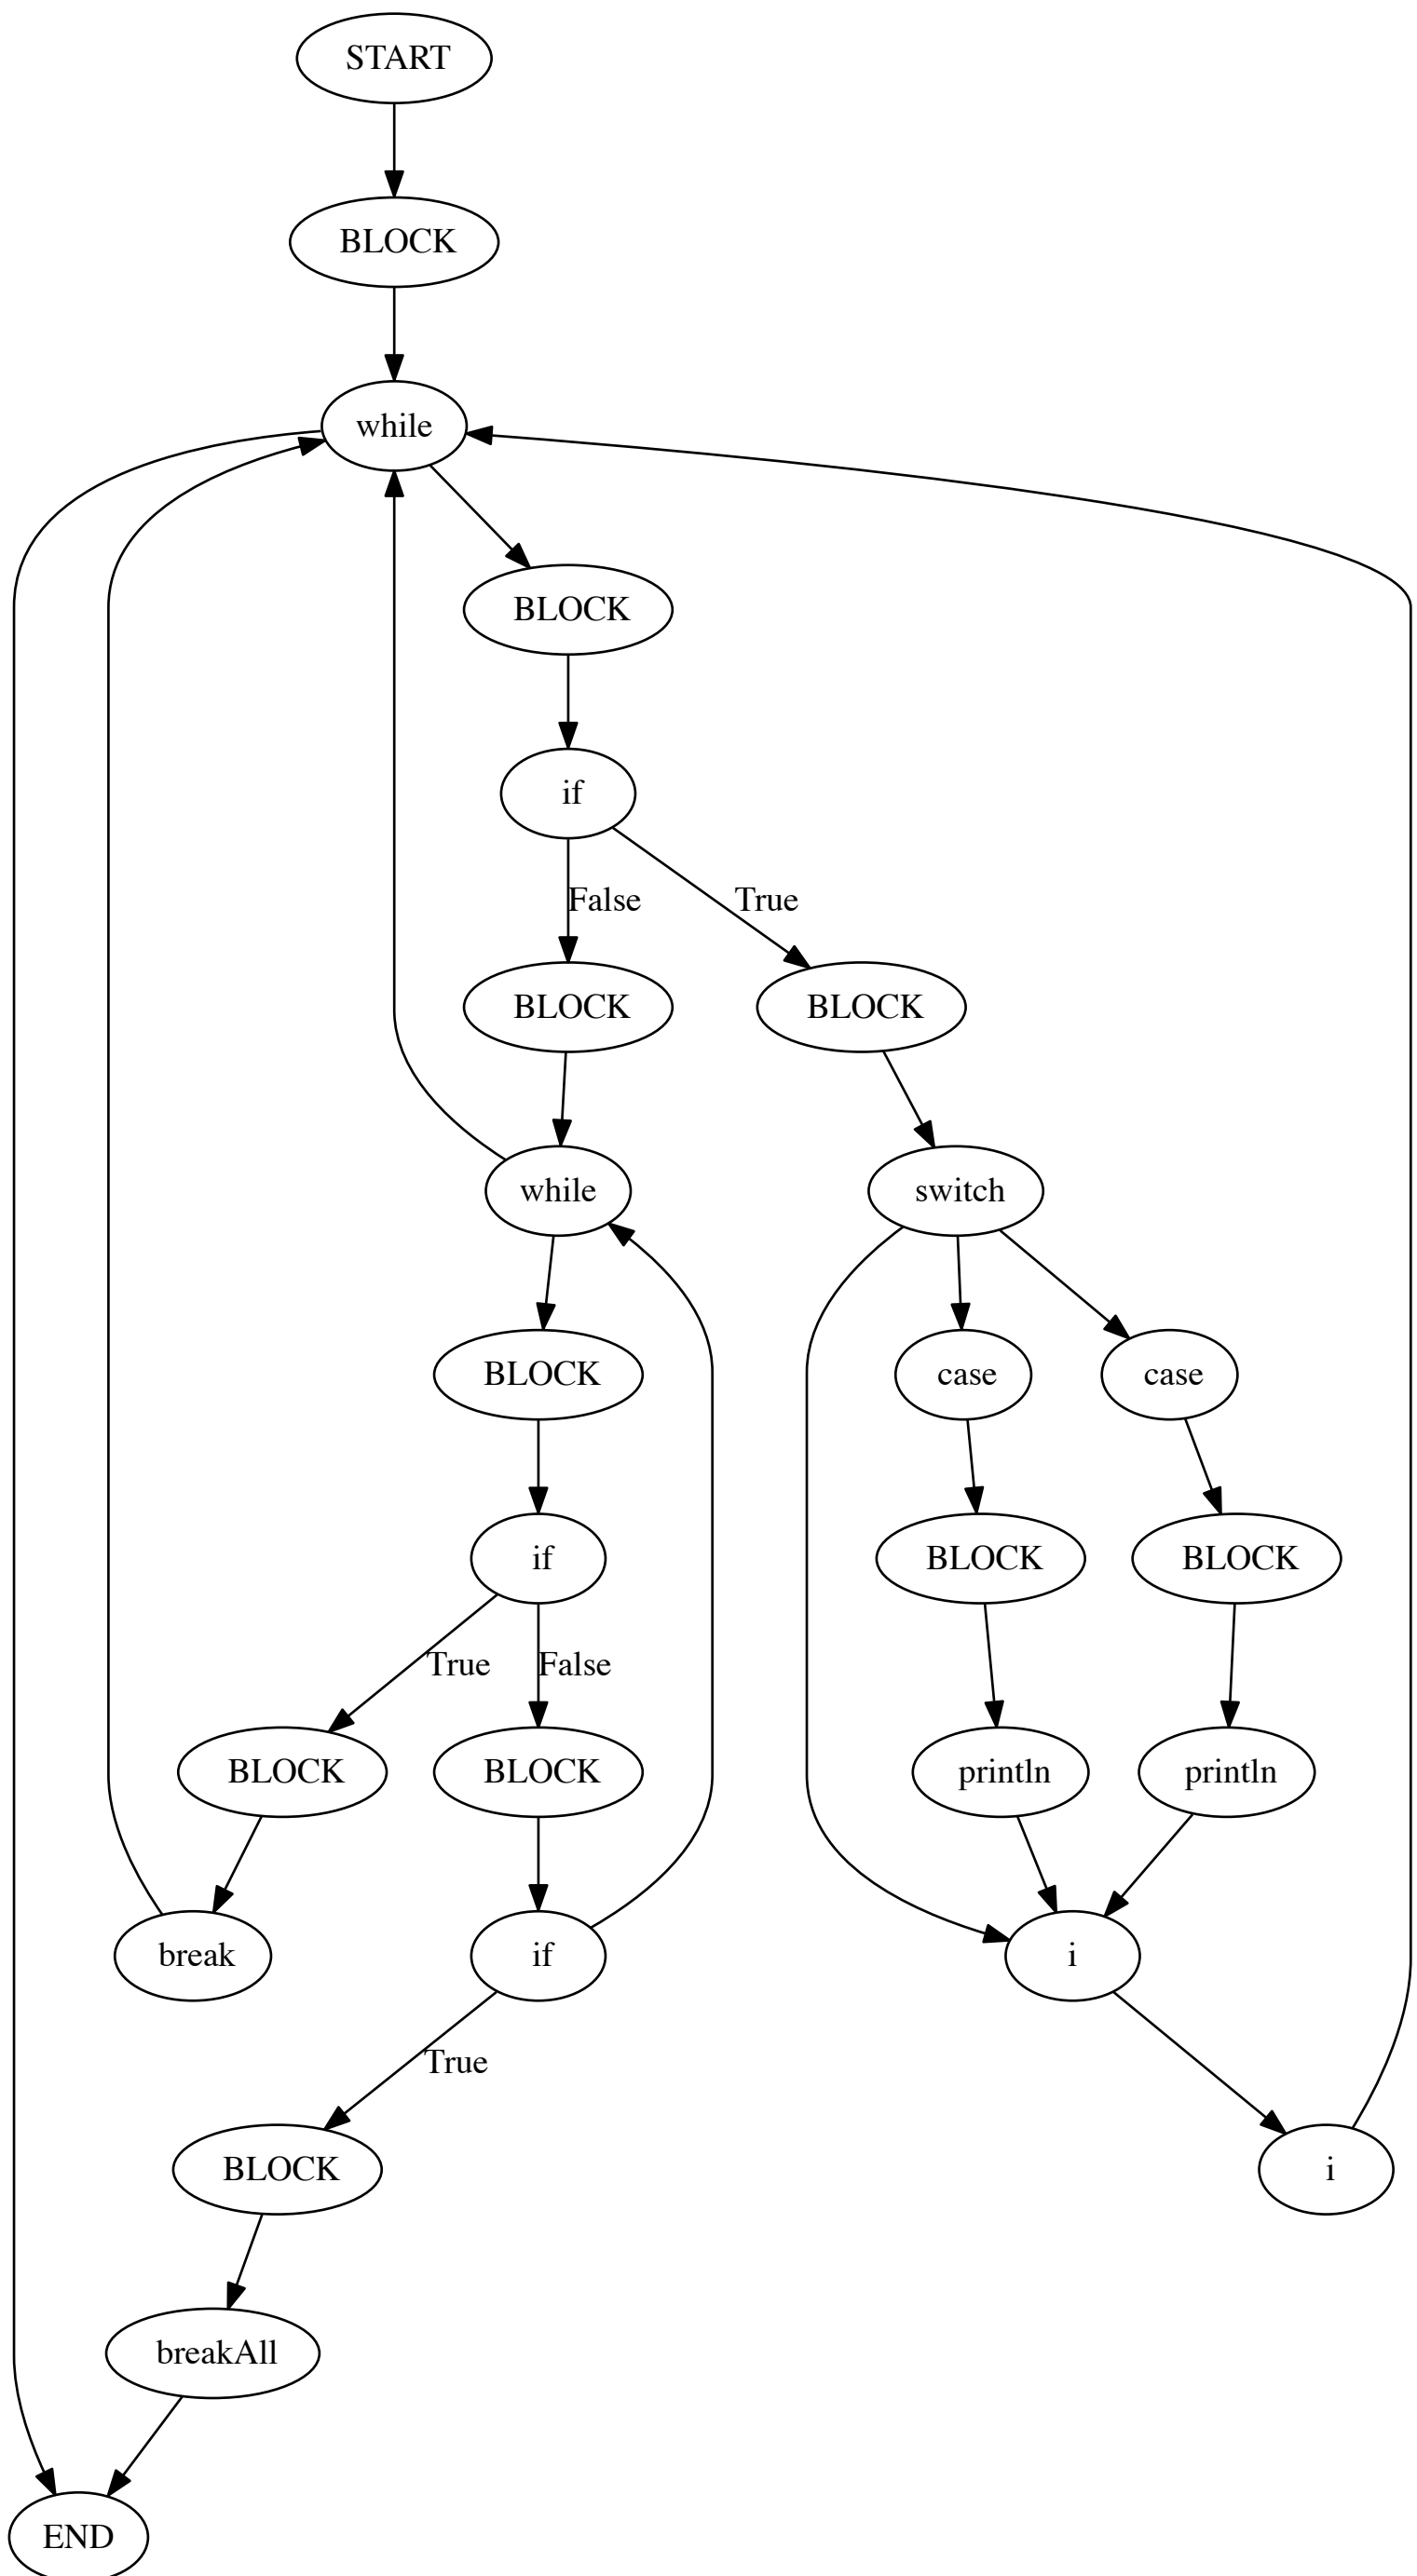 START
BLOCK
while
BLOCK
if
False
True
BLOCK
BLOCK
while
switch
BLOCK
case
case
if
BLOCK
BLOCK
True
False
BLOCK
BLOCK
println
println
break
if
i
True
BLOCK
i
breakAll
END